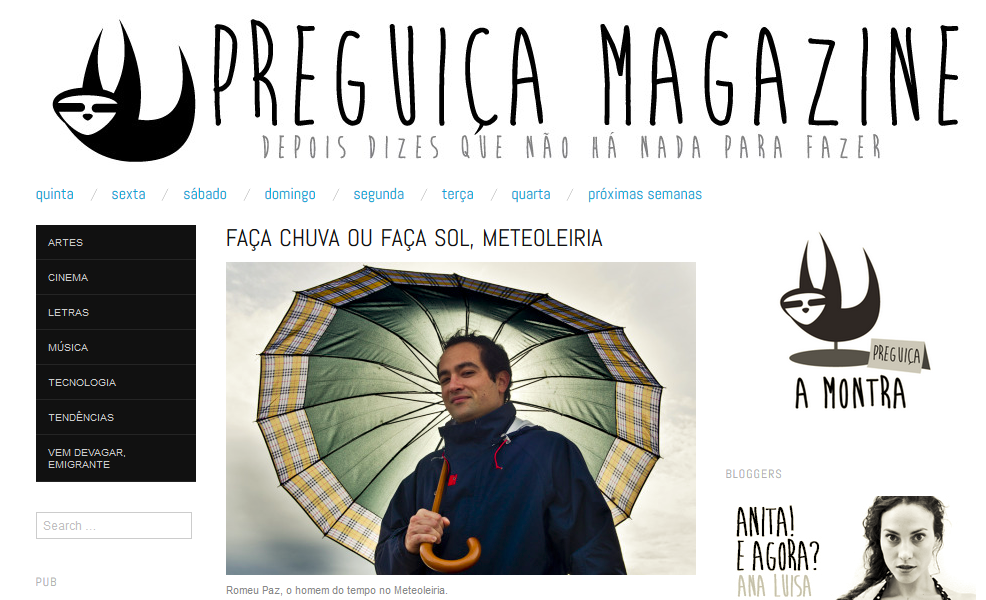 PREGUIÇA MAGAZINE
DEPOIS DIZES QUE NÃO HÁ NADA PARA FAZER
quinta / sexta / sábado / domingo / segunda / terça / quarta / próximas semanas
ARTES
CINEMA
LETRAS
MÚSICA
TECNOLOGIA
TENDÊNCIAS
VEM DEVAGAR,
EMIGRANTE
Search ...
PUB
FAÇA CHUVA OU FAÇA SOL, METEOLEIRIA
Romeu Paz, o homem do tempo no Meteoleiria.
PREGUIÇA
A MONTRA
BLOGGERS
ANITA!
E AGORA?
ANA LUISA